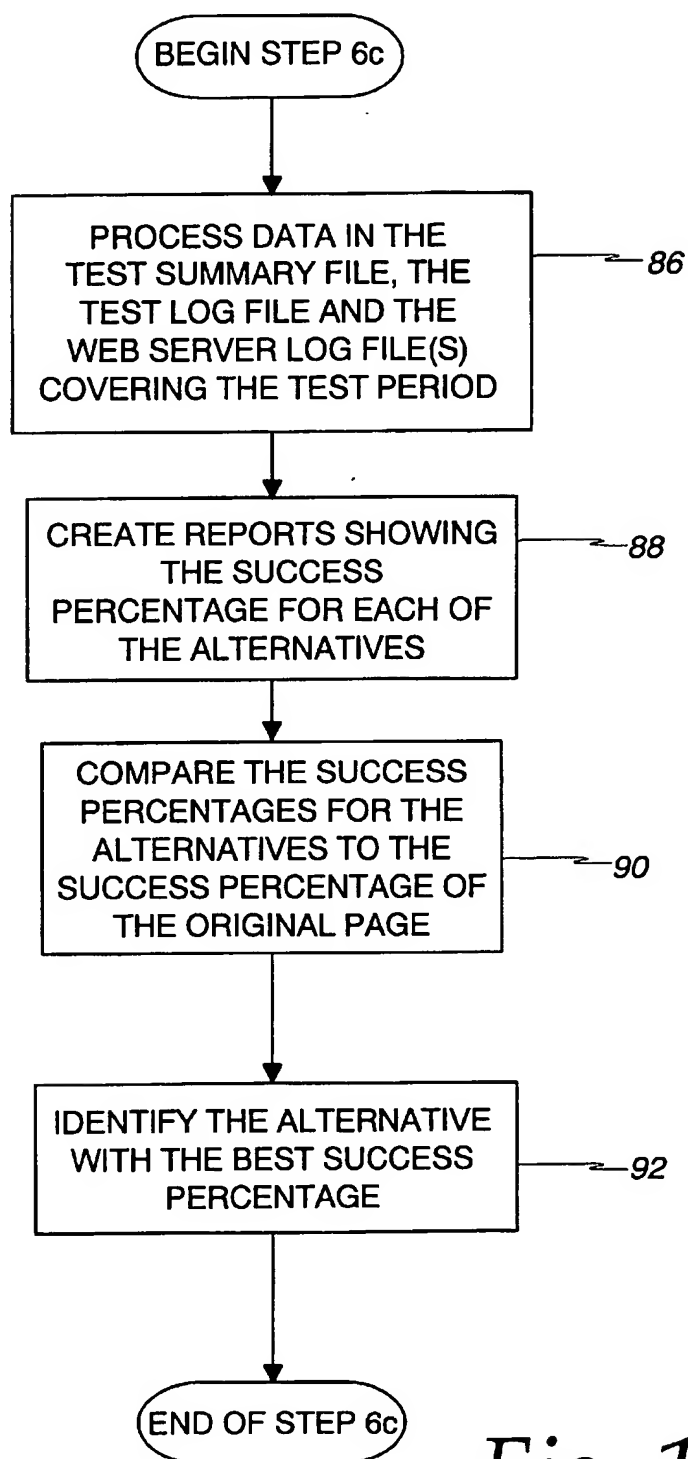 BEGIN STEP 6c
PROCESS DATA IN THE
TEST SUMMARY FILE, THE
TEST LOG FILE AND THE
WEB SERVER LOG FILE(S)
COVERING THE TEST PERIOD
86
CREATE REPORTS SHOWING
THE SUCCESS
PERCENTAGE FOR EACH OF
THE ALTERNATIVES
88
COMPARE THE SUCCESS
PERCENTAGES FOR THE
ALTERNATIVES TO THE
SUCCESS PERCENTAGE OF
THE ORIGINAL PAGE
90
IDENTIFY THE ALTERNATIVE
WITH THE BEST SUCCESS
PERCENTAGE
92
END OF STEP 6c